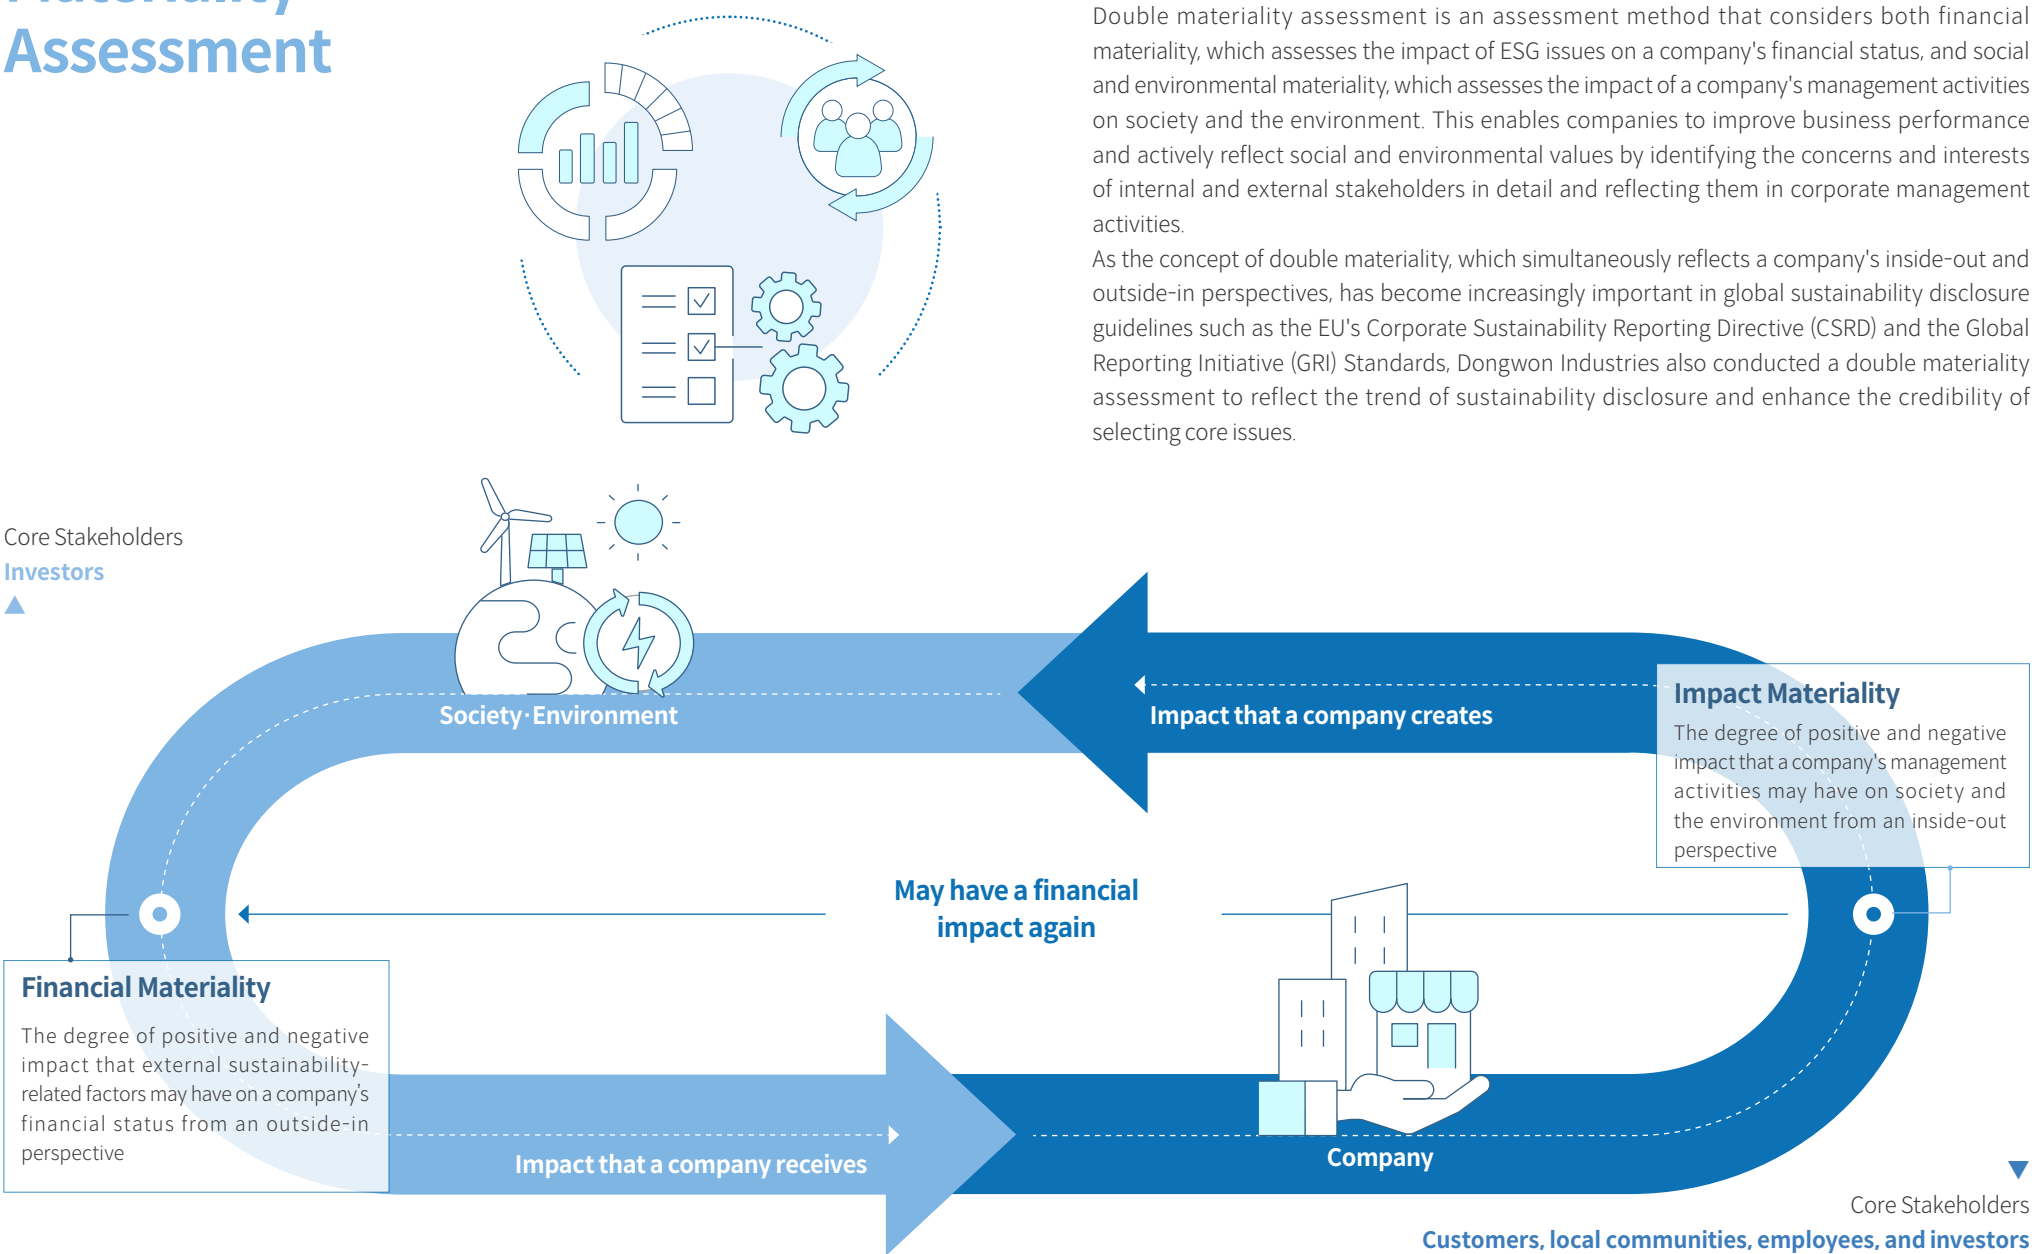 Materiality
Assessment
Double materiality assessment is an assessment method that considers both financial
materiality, which assesses the impact of ESG issues on a company's financial status, and social
and environmental materiality, which assesses the impact of a company's management activities
on society and the environment. This enables companies to improve business performance
and actively reflect social and environmental values by identifying the concerns and interests
of internal and external stakeholders in detail and reflecting them in corporate management
activities.
As the concept of double materiality, which simultaneously reflects a company's inside-out and
outside-in perspectives, has become increasingly important in global sustainability disclosure
guidelines such as the EU's Corporate Sustainability Reporting Directive (CSRD) and the Global
Reporting Initiative (GRI) Standards, Dongwon Industries also conducted a double materiality
assessment to reflect the trend of sustainability disclosure and enhance the credibility of
selecting core issues.
Core Stakeholders
Investors
Society·Environment
Impact that a company creates
Impact Materiality
The degree of positive and negative
impact that a company's management
activities may have on society and
the environment from an inside-out
perspective
May have a financial
impact again
Financial Materiality
The degree of positive and negative
impact that external sustainability-
related factors may have on a company’s
financial status from an outside-in
perspective
Impact that a company receives
Company
Core Stakeholders
Customers, local communities, employees, and investors